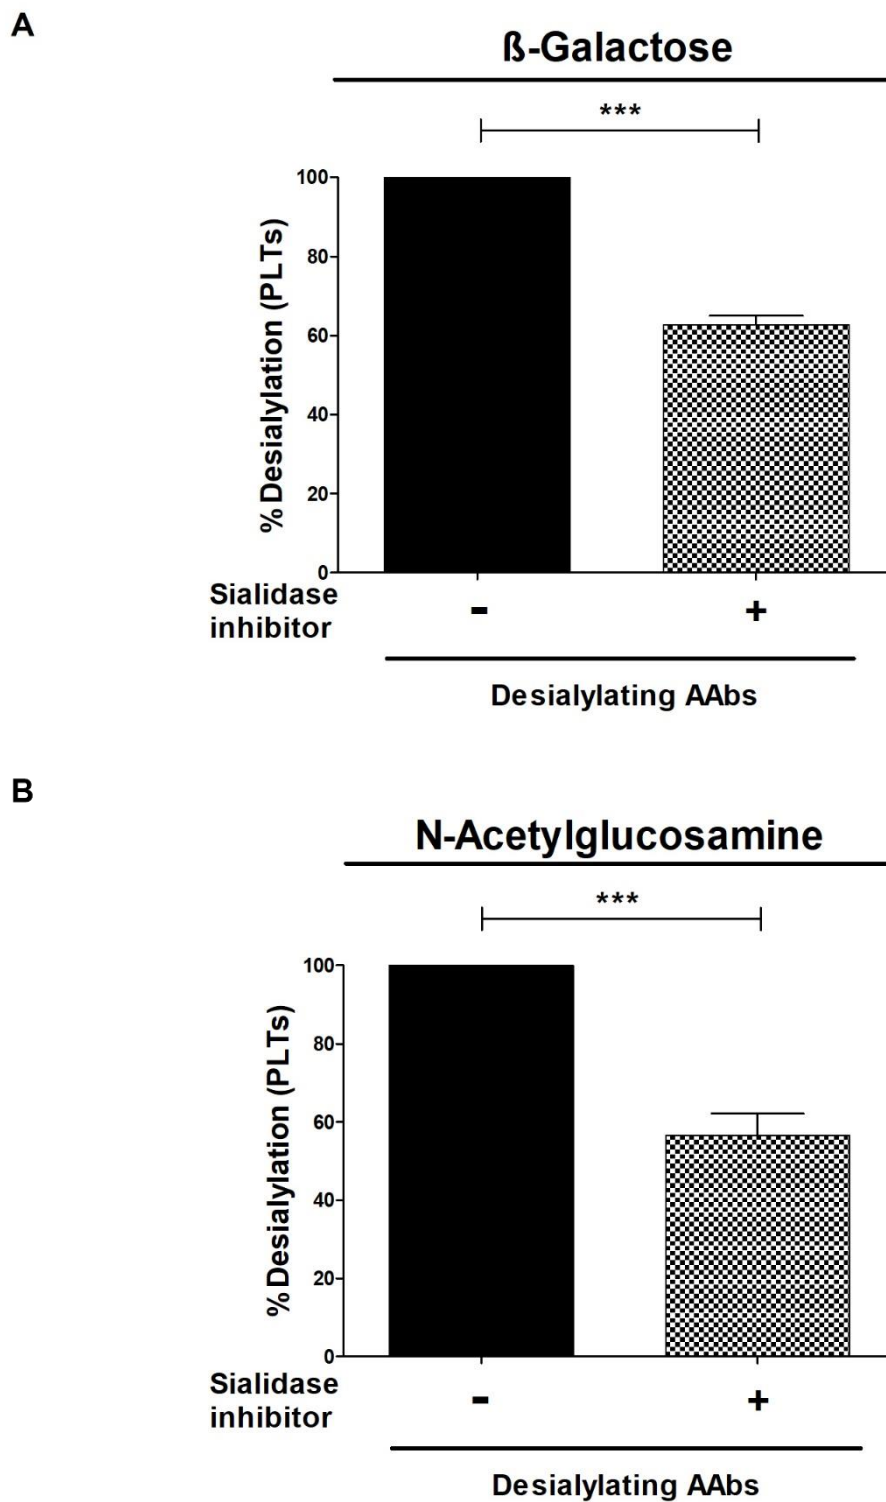 A
ß-Galactose
***
100
80
60
40
20
0
%Desialylation (PLTs)
Sialidase
inhibitor
- +
Desialylating AAbs
B
N-Acetylglucosamine
***
100
80
60
40
20
0
%Desialylation (PLTs)
Sialidase
inhibitor
- +
Desialylating AAbs